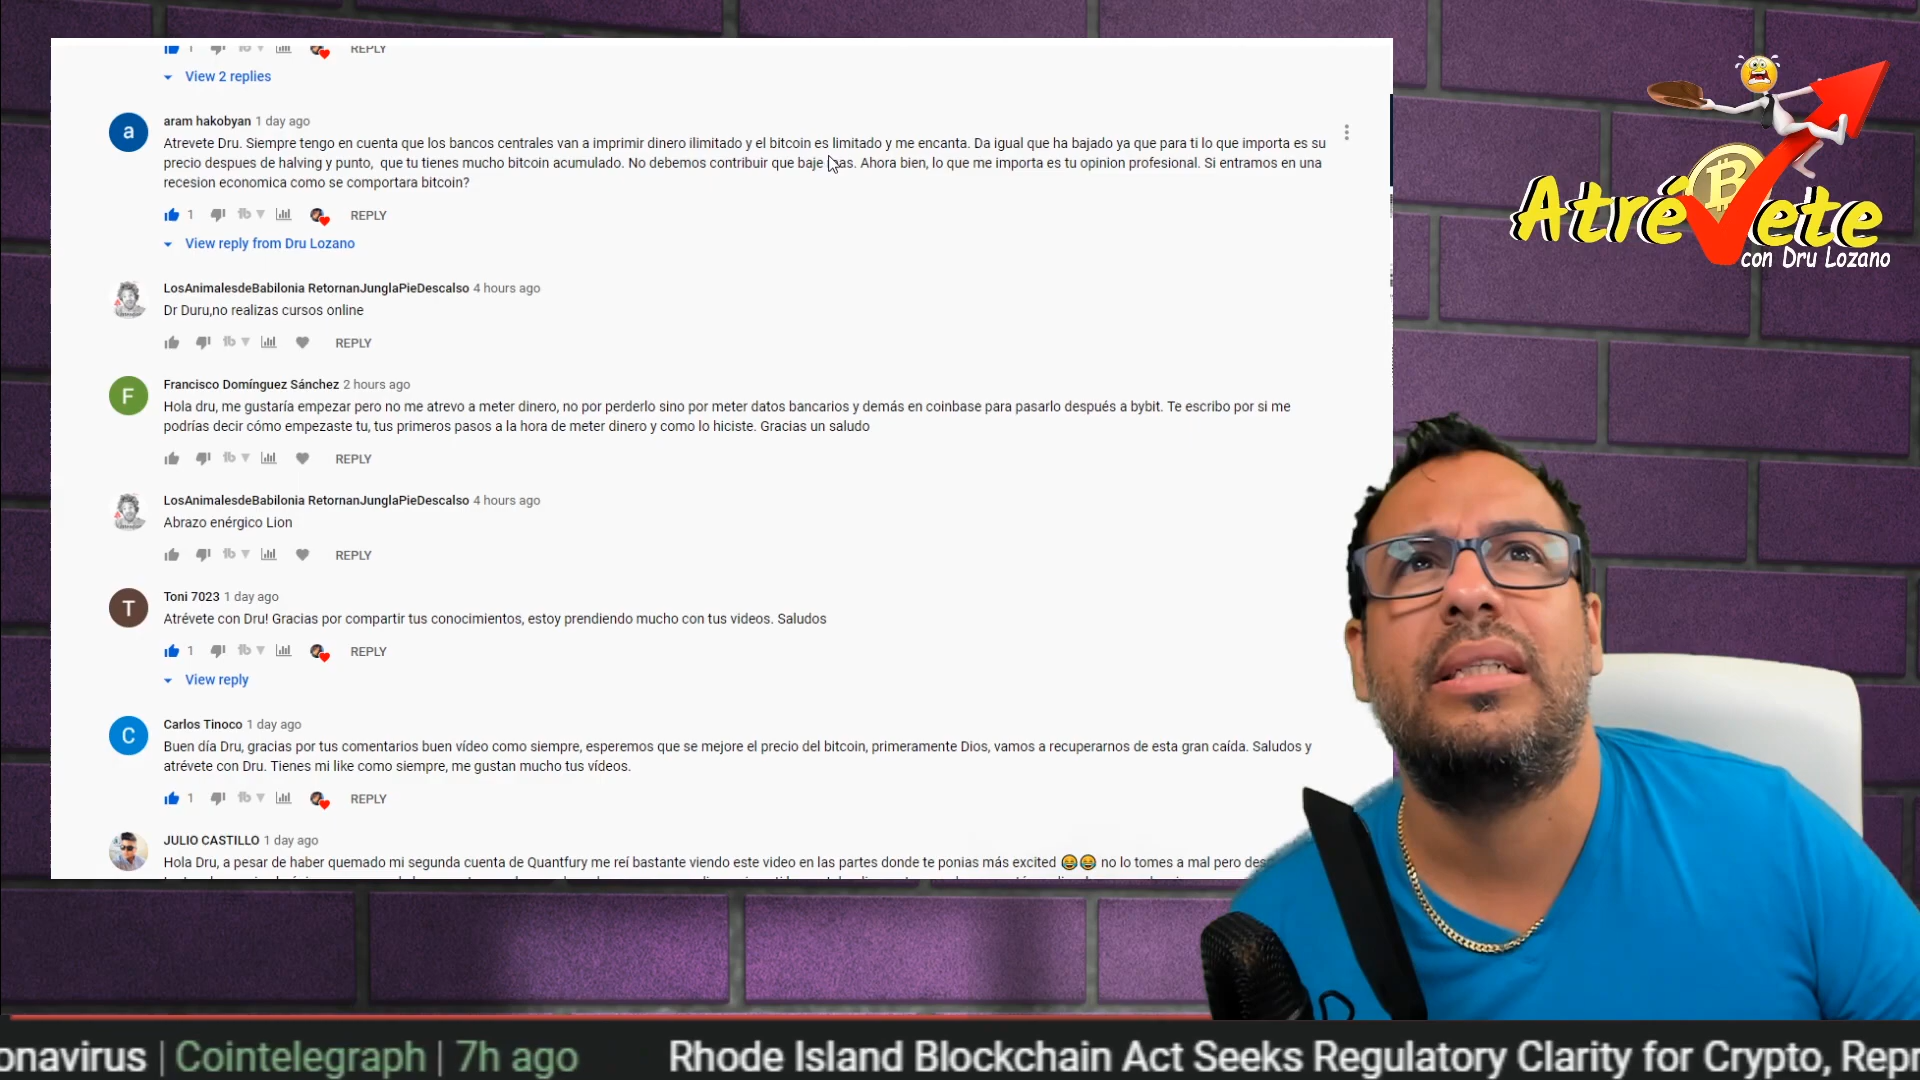 1 REPLY
View 2 replies
aram hakobyan 1 day ago
Atrevete Dru. Siempre tengo en cuenta que los bancos centrales van a imprimir dinero ilimitado y el bitcoin es limitado y me encanta. Da igual que ha bajado ya que para ti lo que importa es su
precio despues de halving y punto, que tu tienes mucho bitcoin acumulado. No debemos contribuir que baje mas. Ahora bien, lo que me importa es tu opinion profesional. Si entramos en una
recesion economica como se comportara bitcoin?
1 REPLY
View reply from Dru Lozano
LosAnimalesdeBabilonia RetornanJunglaPieDescalso 4 hours ago
Dr Duru,no realizas cursos online
REPLY
Francisco Domínguez Sánchez 2 hours ago
Hola dru, me gustaría empezar pero no me atrevo a meter dinero, no por perderlo sino por meter datos bancarios y demás en coinbase para pasarlo después a bybit. Te escribo por si me
podrías decir cómo empezaste tu, tus primeros pasos a la hora de meter dinero y como lo hiciste. Gracias un saludo
REPLY
LosAnimalesdeBabilonia RetornanJunglaPieDescalso 4 hours ago
Abrazo enérgico Lion
REPLY
Toni 7023 1 day ago
Atrévete con Dru! Gracias por compartir tus conocimientos, estoy prendiendo mucho con tus videos. Saludos
1 REPLY
View reply
Carlos Tinoco 1 day ago
Buen día Dru, gracias por tus comentarios buen vídeo como siempre, esperemos que se mejore el precio del bitcoin, primeramente Dios, vamos a recuperarnos de esta gran caída. Saludos y
atrévete con Dru. Tienes mi like como siempre, me gustan mucho tus vídeos.
1 REPLY
JULIO CASTILLO 1 day ago
Hola Dru, a pesar de haber quemado mi segunda cuenta de Quantfury me reí bastante viendo este video en las partes donde te ponias más excited 😂😂 no lo tomes a mal pero
Atrévete
con Dru Lozano
onavirus | Cointelegraph | 7h ago Rhode Island Blockchain Act Seeks Regulatory Clarity for Crypto, Repr